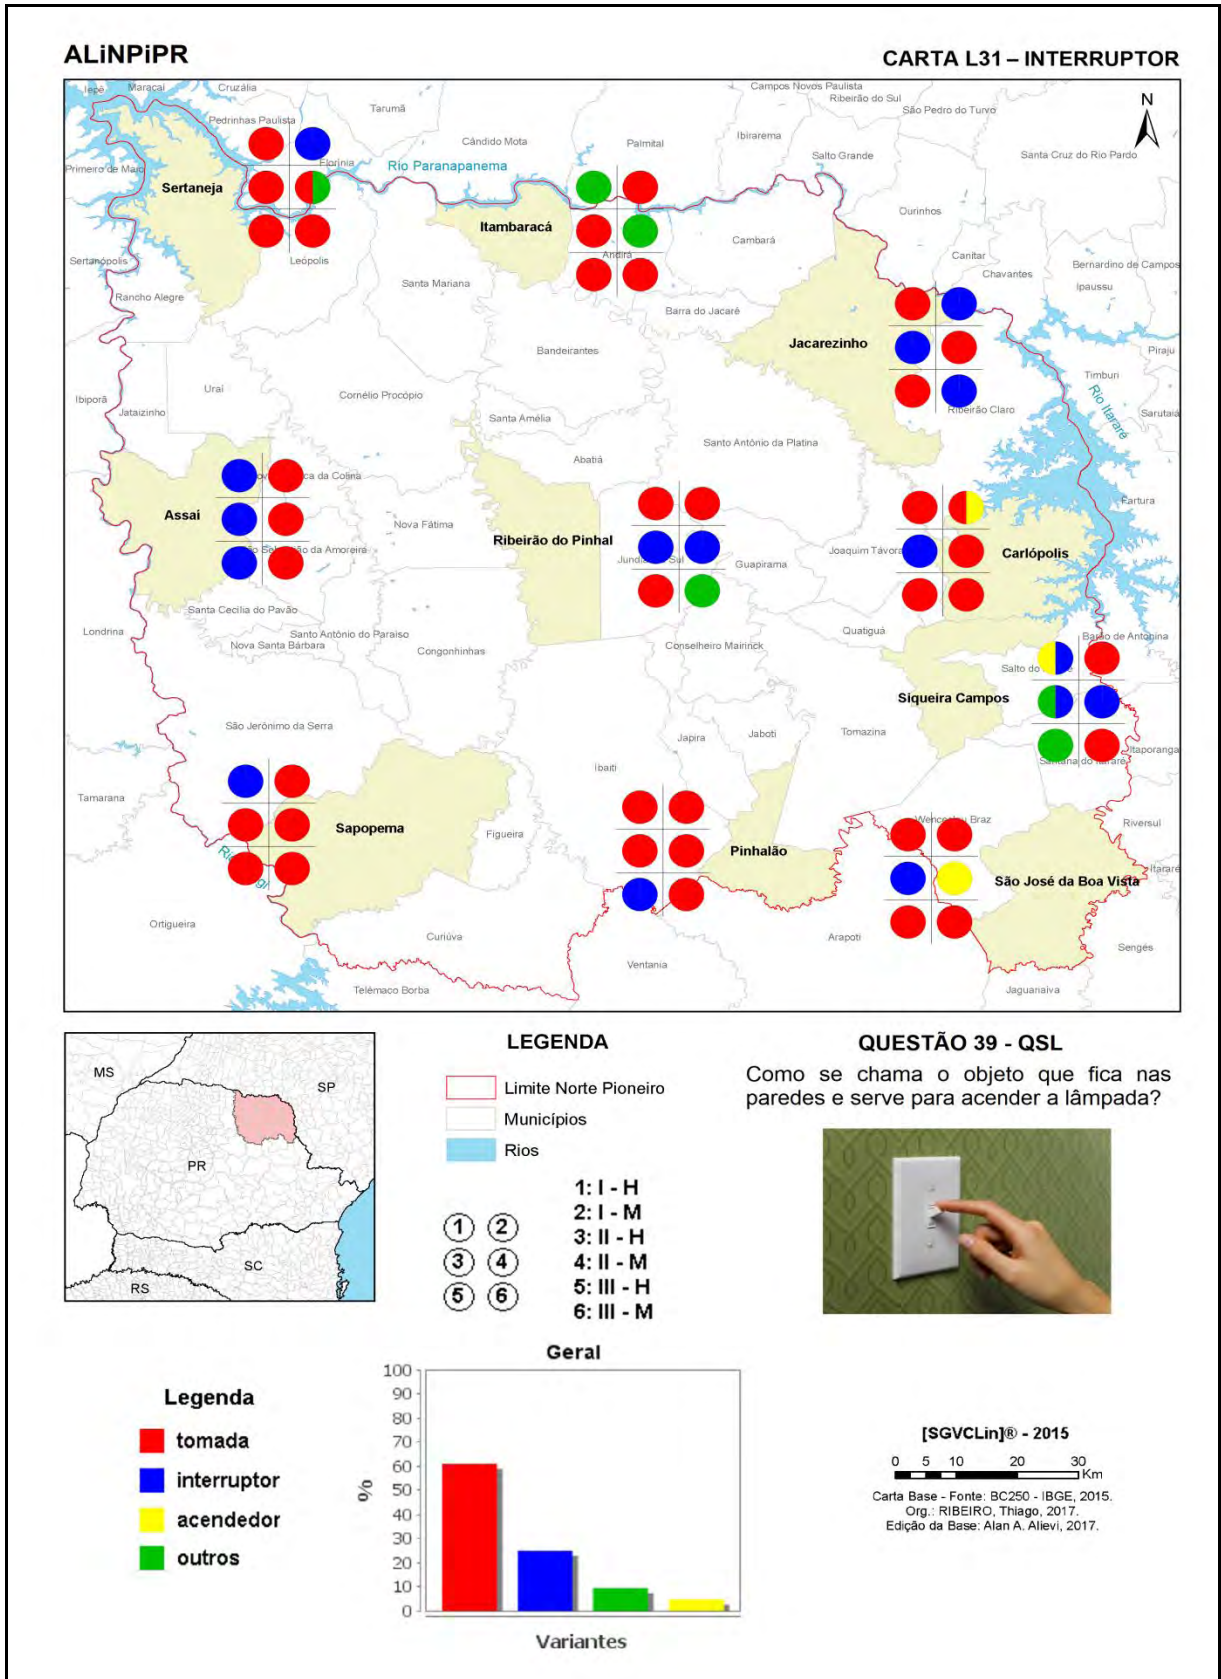 ALiNPiPR
CARTA L31 – INTERRUPTOR
Iepê
Maracaí
Cruzália
Pedrinhas Paulista
Tarumã
Florínia
Cândido Mota
Palmital
Campos Novos Paulista
Ribeirão do Sul
São Pedro do Turvo
Ibirarema
Salto Grande
Santa Cruz do Rio Pardo
N
Primeiro de Maio
Sertaneja
Rio Paranapanema
Itambaracá
Ourinhos
Sertanópolis
Leópolis
Andirá
Cambará
Canitar
Chavantes
Bernardino de Campos
Ipaussu
Rancho Alegre
Santa Mariana
Barra do Jacaré
Jacarezinho
Bandeirantes
Piraju
Timburi
Rio Itararé
Sarutaiá
Ibiporã
Jataizinho
Uraí
Cornélio Procópio
Santa Amélia
Ribeirão Claro
Santo Antônio da Platina
Abatiá
Assai
Nova Fátima
Ribeirão do Pinhal
Guapirama
Joaquim Távora
Carlópolis
Fartura
Santa Cecília do Pavão
Londrina
Santo Antônio do Paraíso
Nova Santa Bárbara
Congonhinhas
Conselheiro Mairinck
Quatiguá
Barão de Antonina
Siqueira Campos
São Jerônimo da Serra
Japira
Jaboti
Tomazina
Itaporanga
Santana do Itararé
Ibaiti
Tamarana
Sapopema
Figueira
Pinhalão
Wenceslau Braz
Riversul
São José da Boa Vista
Itararé
Ortigueira
Curiúva
Arapoti
Ventania
Sengés
Telêmaco Borba
Jaguariaíva
MS
SP
PR
SC
RS
LEGENDA
Limite Norte Pioneiro
Municípios
Rios
1 2
3 4
5 6
1: I - H
2: I - M
3: II - H
4: II - M
5: III - H
6: III - M
QUESTÃO 39 - QSL
Como se chama o objeto que fica nas
paredes e serve para acender a lâmpada?
Legenda
tomada
interruptor
acendedor
outros
Geral
100
90
80
70
60
50
40
30
20
10
0
%
Variantes
[SGVCLin]® - 2015
0 5 10 20 30
Km
Carta Base - Fonte: BC250 - IBGE, 2015.
Org.: RIBEIRO, Thiago, 2017.
Edição da Base: Alan A. Alievi, 2017.